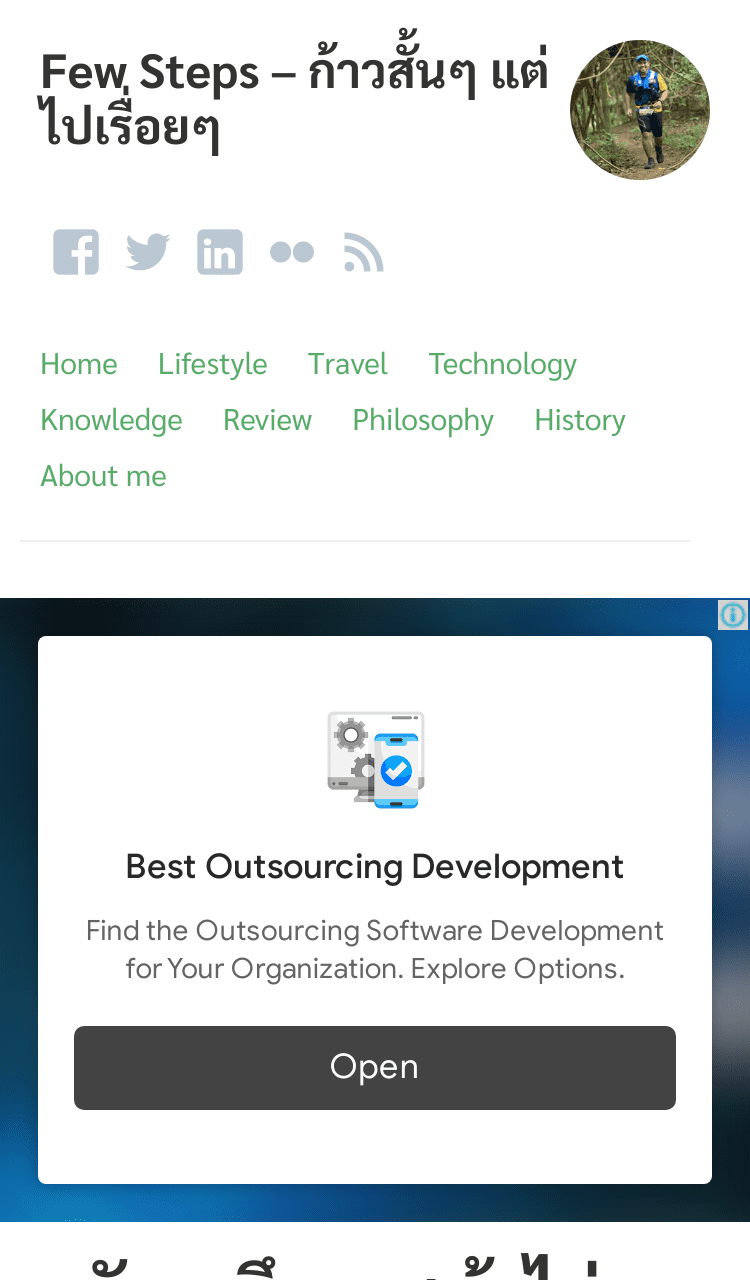 Few Steps – ก้าวสั้นๆ แต่
ไปเรื่อยๆ
Home Lifestyle Travel Technology
Knowledge Review Philosophy History
About me
Best Outsourcing Development
Find the Outsourcing Software Development
for Your Organization. Explore Options.
Open